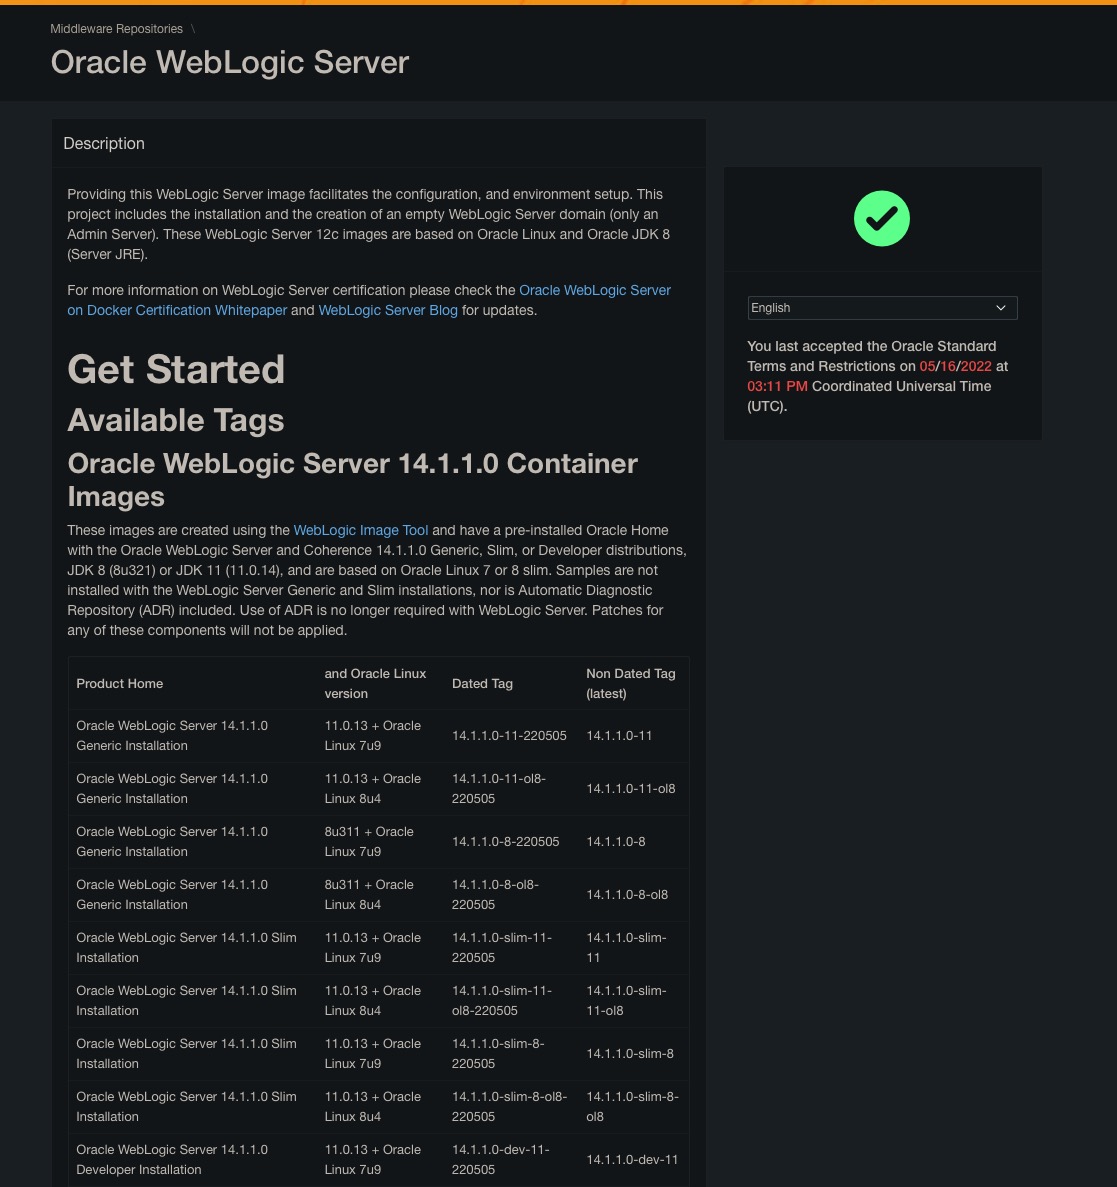 Middleware Repositories \
Oracle WebLogic Server
Description
Providing this WebLogic Server image facilitates the configuration, and environment setup. This
project includes the installation and the creation of an empty WebLogic Server domain (only an
Admin Server). These WebLogic Server 12c images are based on Oracle Linux and Oracle JDK 8
(Server JRE).
For more information on WebLogic Server certification please check the Oracle WebLogic Server
on Docker Certification Whitepaper and WebLogic Server Blog for updates.
Get Started
Available Tags
Oracle WebLogic Server 14.1.1.0 Container
Images
These images are created using the WebLogic Image Tool and have a pre-installed Oracle Home
with the Oracle WebLogic Server and Coherence 14.1.1.0 Generic, Slim, or Developer distributions,
JDK 8 (8u321) or JDK 11 (11.0.14), and are based on Oracle Linux 7 or 8 slim. Samples are not
installed with the WebLogic Server Generic and Slim installations, nor is Automatic Diagnostic
Repository (ADR) included. Use of ADR is no longer required with WebLogic Server. Patches for
any of these components will not be applied.
Product Home
and Oracle Linux
version
Dated Tag
Non Dated Tag
(latest)
Oracle WebLogic Server 14.1.1.0
Generic Installation
11.0.13 + Oracle
Linux 7u9
14.1.1.0-11-220505
14.1.1.0-11
Oracle WebLogic Server 14.1.1.0
Generic Installation
11.0.13 + Oracle
Linux 8u4
14.1.1.0-11-ol8-
220505
14.1.1.0-11-ol8
Oracle WebLogic Server 14.1.1.0
Generic Installation
8u311 + Oracle
Linux 7u9
14.1.1.0-8-220505
14.1.1.0-8
Oracle WebLogic Server 14.1.1.0
Generic Installation
8u311 + Oracle
Linux 8u4
14.1.1.0-8-ol8-
220505
14.1.1.0-8-ol8
Oracle WebLogic Server 14.1.1.0 Slim
Installation
11.0.13 + Oracle
Linux 7u9
14.1.1.0-slim-11-
220505
14.1.1.0-slim-
11
Oracle WebLogic Server 14.1.1.0 Slim
Installation
11.0.13 + Oracle
Linux 8u4
14.1.1.0-slim-11-
ol8-220505
14.1.1.0-slim-
11-ol8
Oracle WebLogic Server 14.1.1.0 Slim
Installation
11.0.13 + Oracle
Linux 7u9
14.1.1.0-slim-8-
220505
14.1.1.0-slim-8
Oracle WebLogic Server 14.1.1.0 Slim
Installation
11.0.13 + Oracle
Linux 8u4
14.1.1.0-slim-8-ol8-
220505
14.1.1.0-slim-8-
ol8
Oracle WebLogic Server 14.1.1.0
Developer Installation
11.0.13 + Oracle
Linux 7u9
14.1.1.0-dev-11-
220505
14.1.1.0-dev-11
English
You last accepted the Oracle Standard
Terms and Restrictions on 05/16/2022 at
03:11 PM Coordinated Universal Time
(UTC).